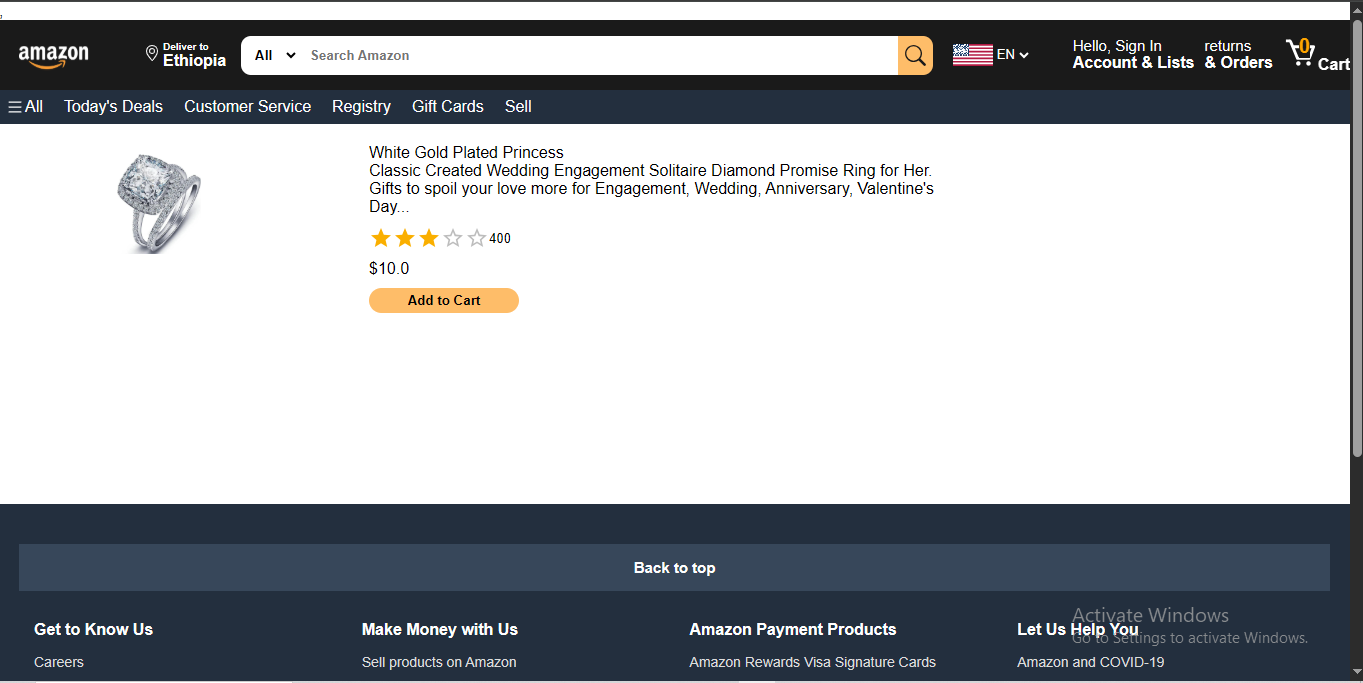 ,
amazon
Deliver to
Ethiopia
All
Search Amazon
EN
Hello, Sign In
Account & Lists
returns
& Orders
0
Cart
All Today's Deals Customer Service Registry Gift Cards Sell
White Gold Plated Princess
Classic Created Wedding Engagement Solitaire Diamond Promise Ring for Her.
Gifts to spoil your love more for Engagement, Wedding, Anniversary, Valentine's
Day...
400
$10.0
Add to Cart
Back to top
Get to Know Us
Careers
Make Money with Us
Sell products on Amazon
Amazon Payment Products
Amazon Rewards Visa Signature Cards
Let Us Help You
Amazon and COVID-19
Activate Windows
Go to Settings to activate Windows.